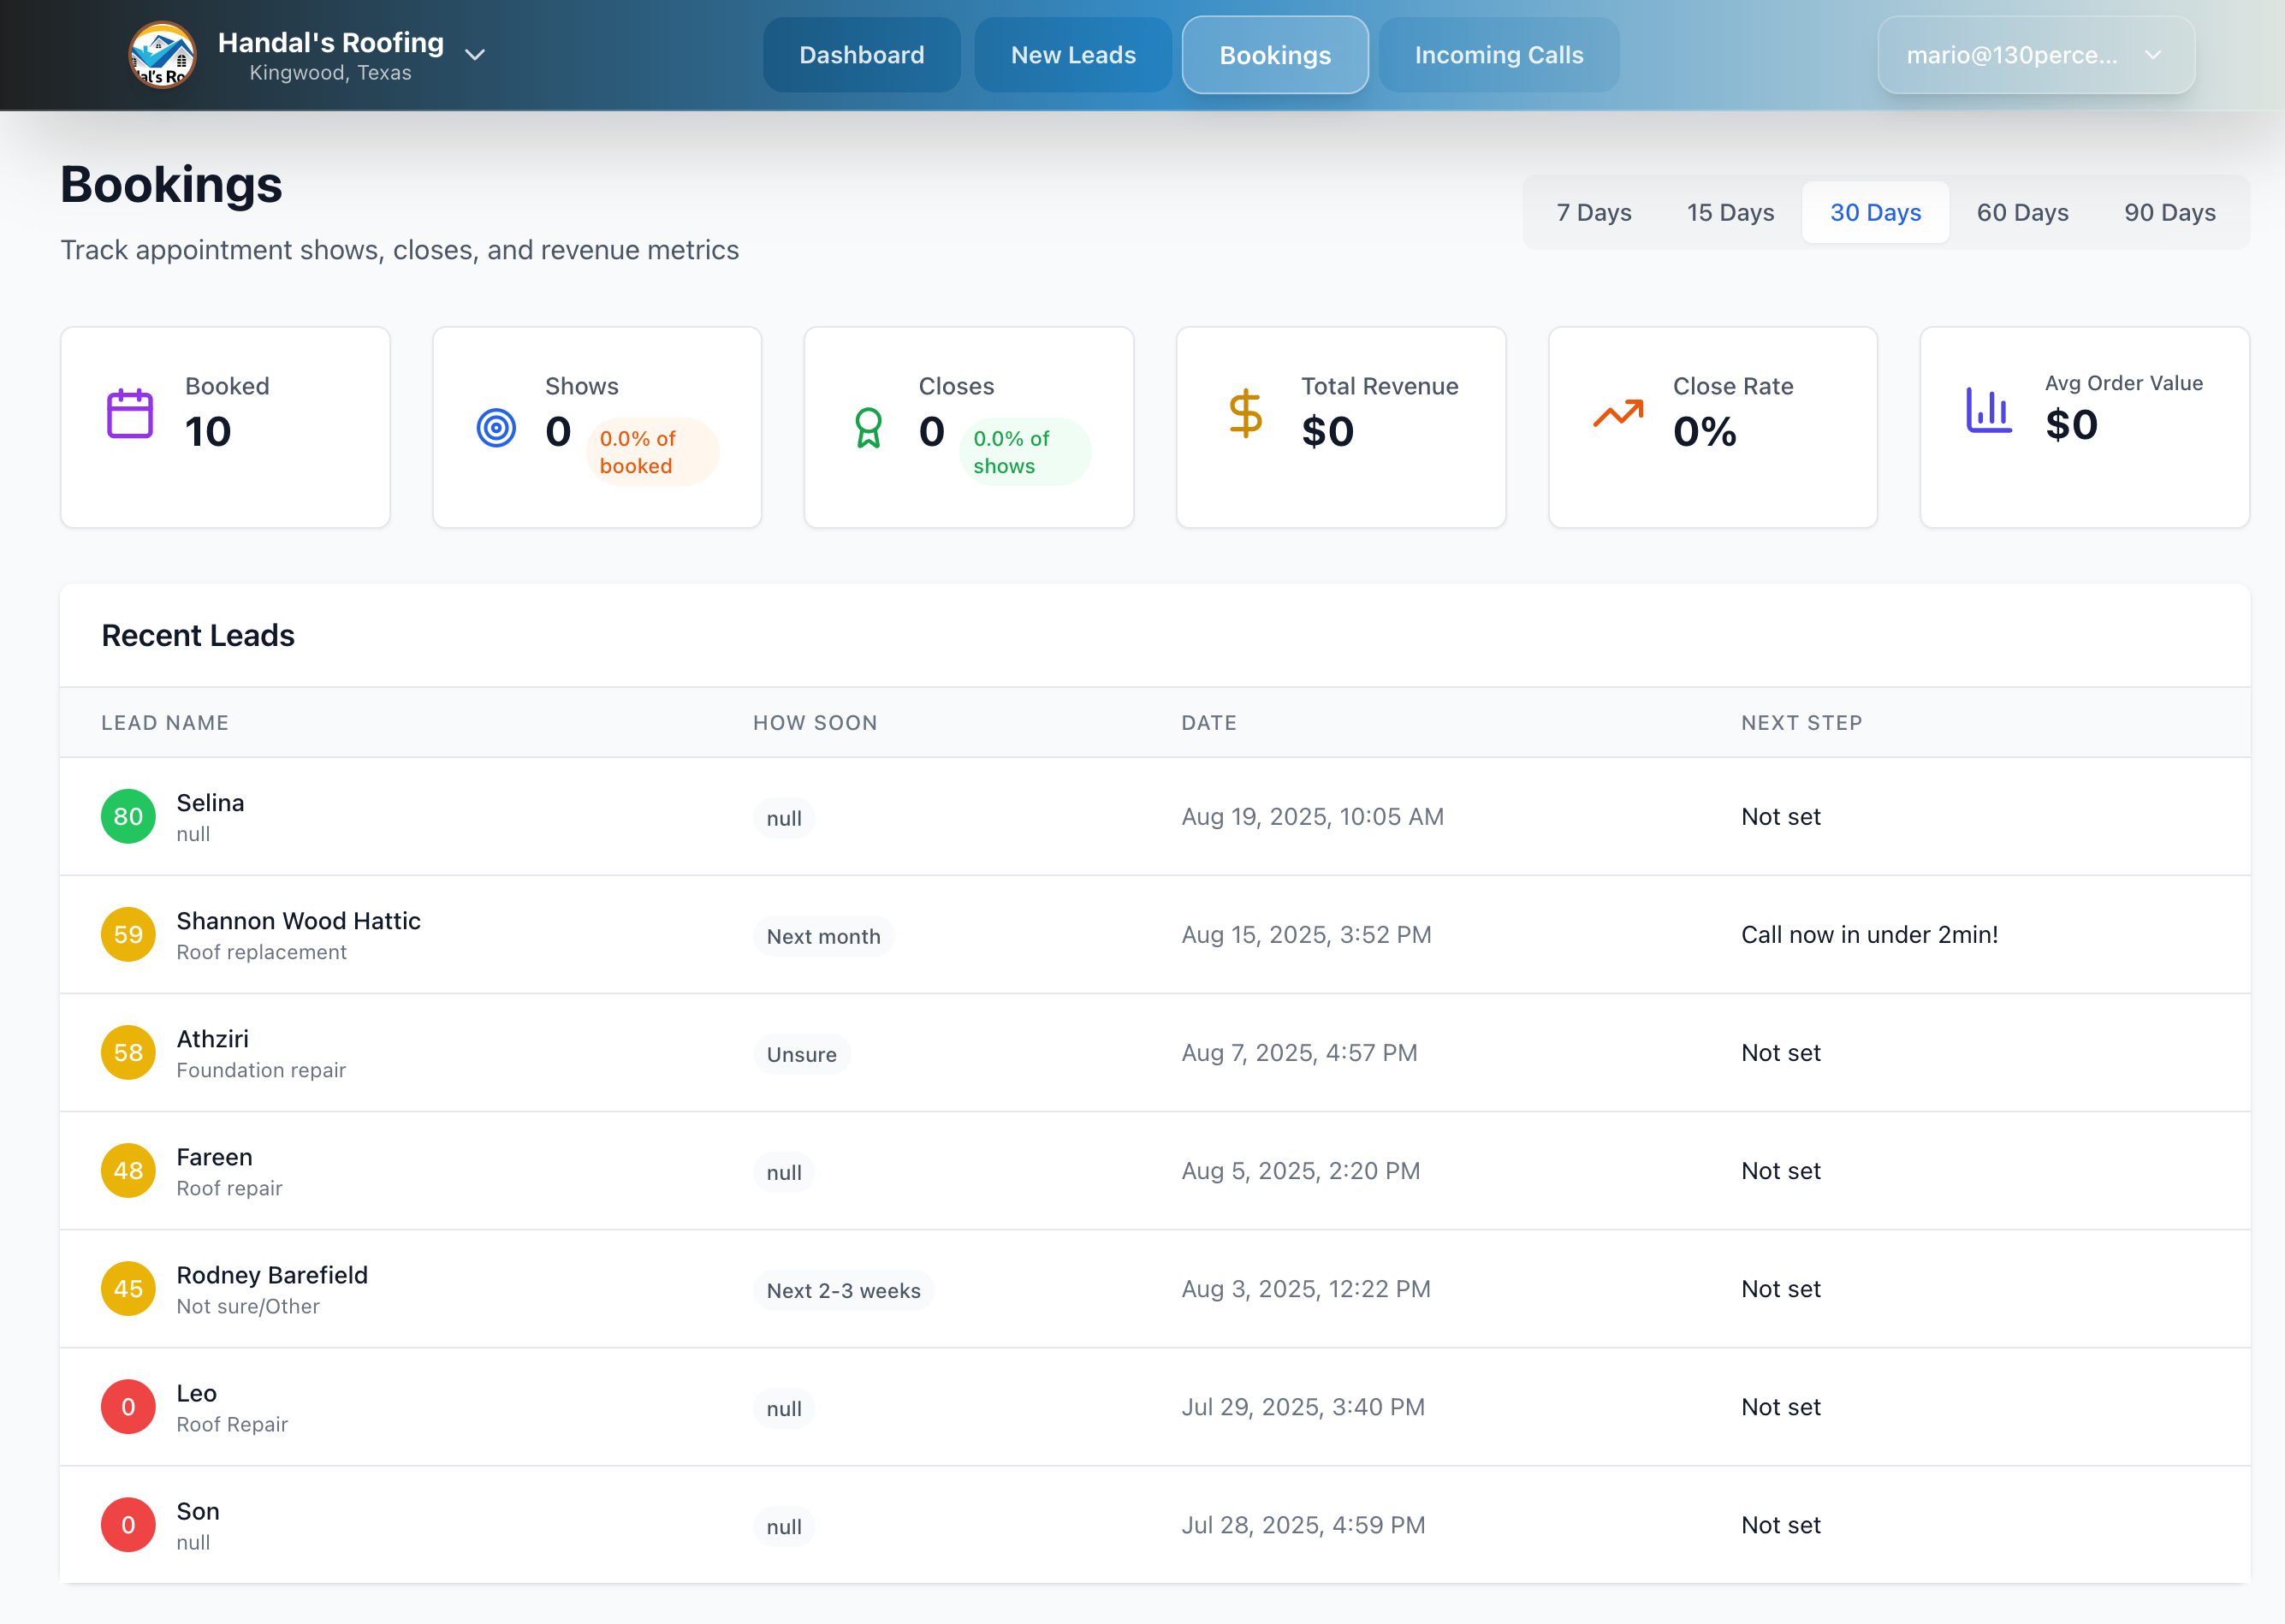 Handal's Roofing
Kingwood, Texas
Dashboard
New Leads
Bookings
Incoming Calls
mario@130perce...
Bookings
Track appointment shows, closes, and revenue metrics
7 Days
15 Days
30 Days
60 Days
90 Days
Booked
10
Shows
0
0.0% of
booked
Closes
0
0.0% of
shows
Total Revenue
$0
Close Rate
0%
Avg Order Value
$0
Recent Leads
LEAD NAME
HOW SOON
DATE
NEXT STEP
80
Selina
null
null
Aug 19, 2025, 10:05 AM
Not set
59
Shannon Wood Hattic
Roof replacement
Next month
Aug 15, 2025, 3:52 PM
Call now in under 2min!
58
Athziri
Foundation repair
Unsure
Aug 7, 2025, 4:57 PM
Not set
48
Fareen
Roof repair
null
Aug 5, 2025, 2:20 PM
Not set
45
Rodney Barefield
Not sure/Other
Next 2-3 weeks
Aug 3, 2025, 12:22 PM
Not set
0
Leo
Roof Repair
null
Jul 29, 2025, 3:40 PM
Not set
0
Son
null
null
Jul 28, 2025, 4:59 PM
Not set